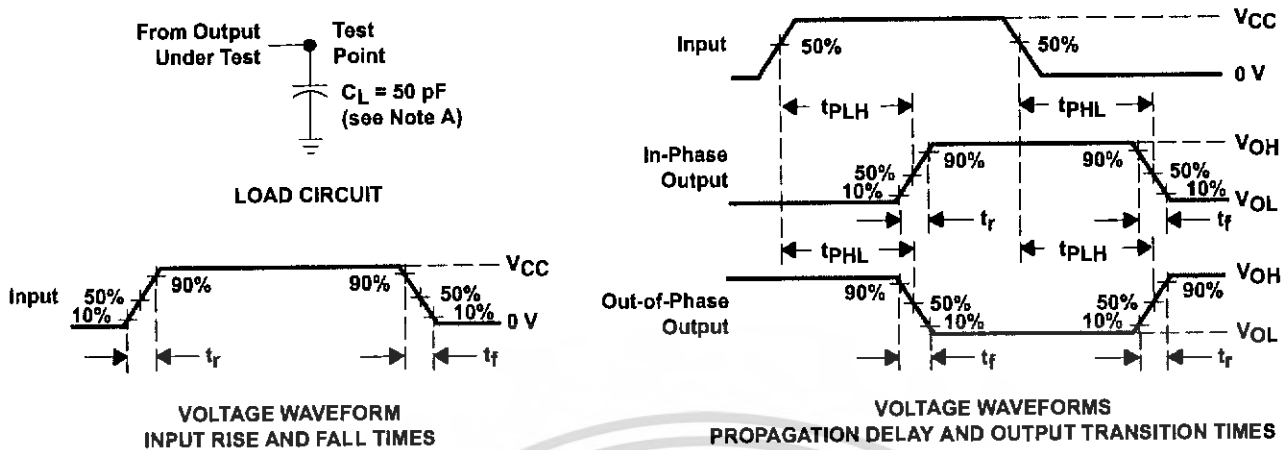 From Output
Under Test
Test
Point
CL = 50 pF
(see Note A)
LOAD CIRCUIT
Input
50%
10%
90%
90%
50%
10%
VCC
0 V
tr
tf
VOLTAGE WAVEFORM
INPUT RISE AND FALL TIMES
Input
50%
50%
VCC
0 V
tPLH
tPHL
In-Phase
Output
50%
10%
90%
90%
50%
10%
VOH
VOL
tr
tf
tPHL
tPLH
Out-of-Phase
Output
90%
50%
10%
50%
10%
90%
VOH
VOL
tf
tr
VOLTAGE WAVEFORMS
PROPAGATION DELAY AND OUTPUT TRANSITION TIMES